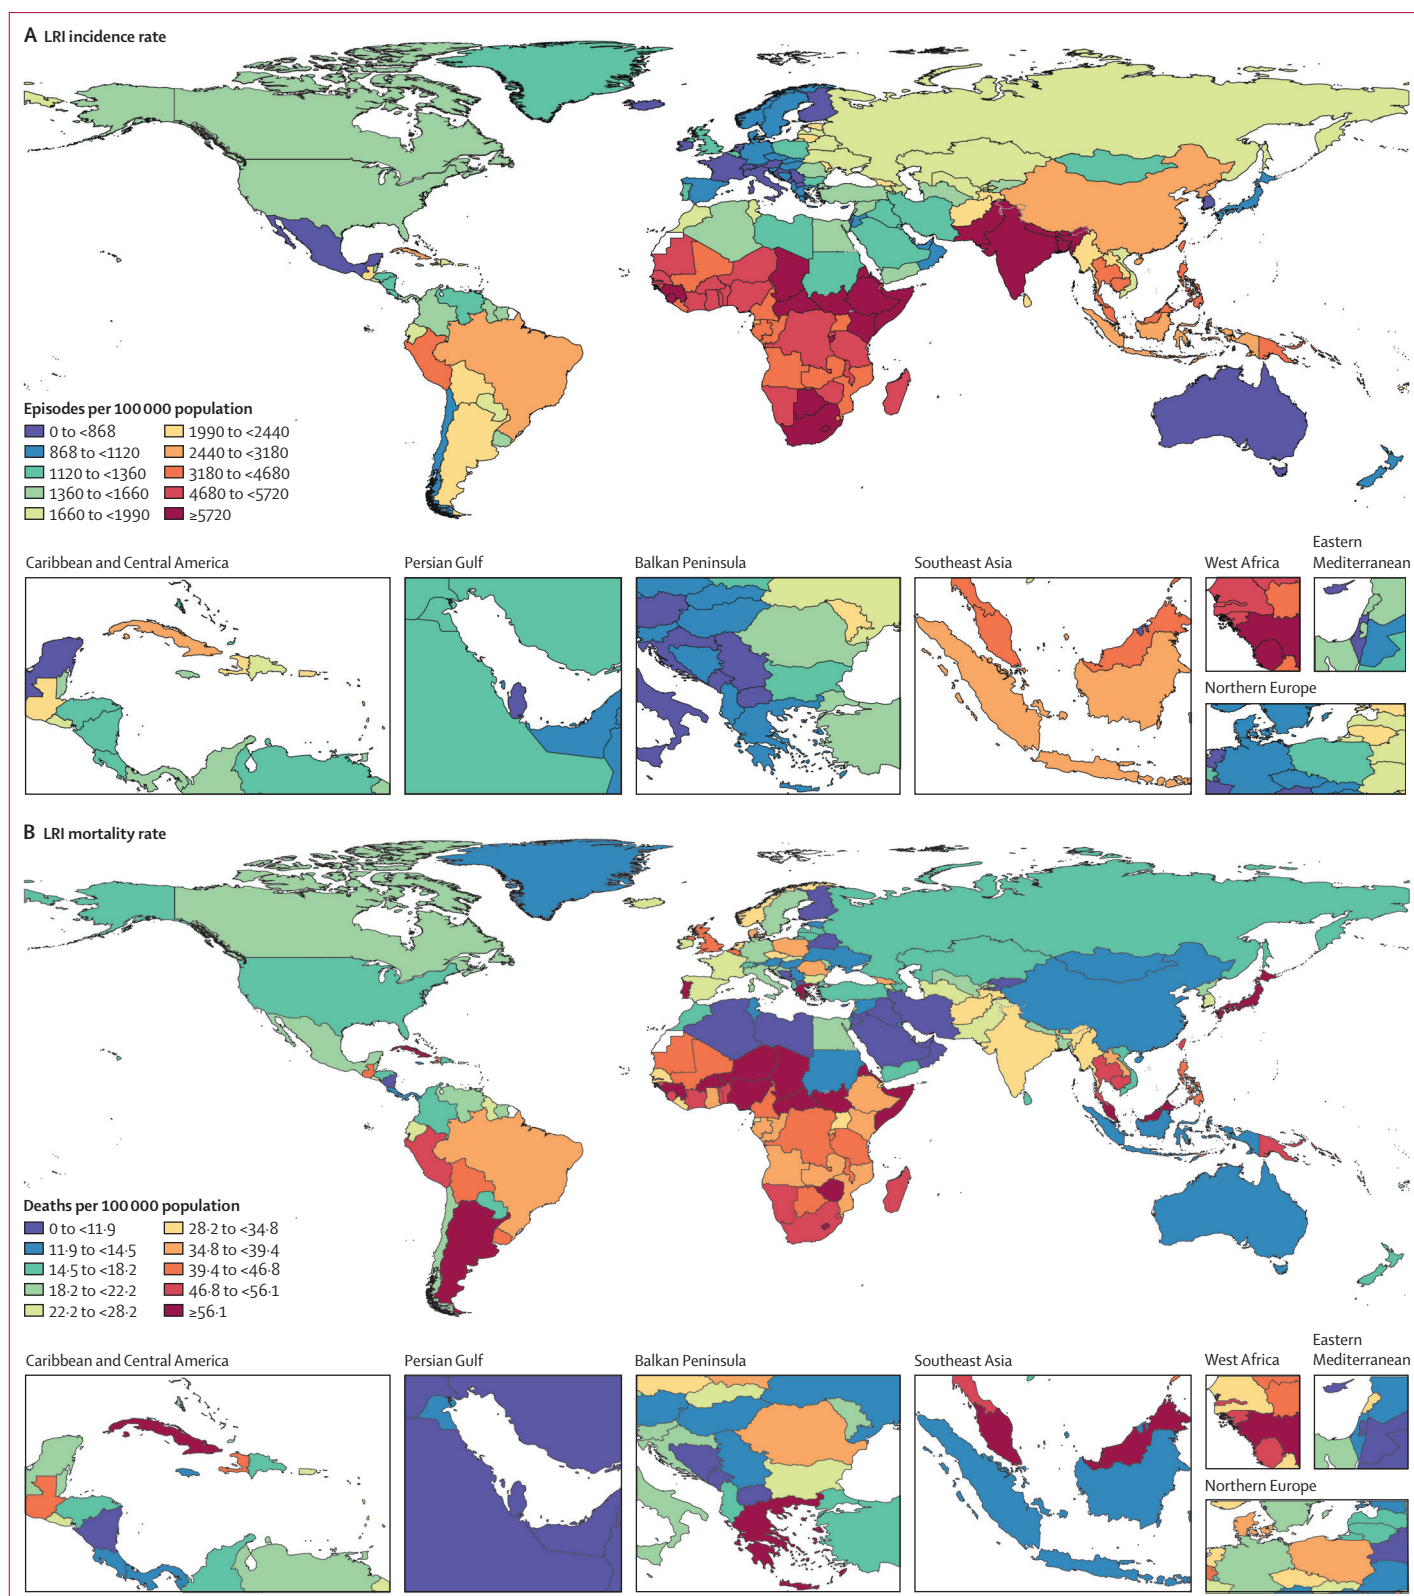 A LRI incidence rate
Episodes per 100 000 population
0 to <868
868 to <1120
1120 to <1360
1360 to <1660
1660 to <1990
1990 to <2440
2440 to <3180
3180 to <4680
4680 to <5720
≥5720
Caribbean and Central America
Persian Gulf
Balkan Peninsula
Southeast Asia
West Africa
Eastern
Mediterranean
Northern Europe
B LRI mortality rate
Deaths per 100 000 population
0 to <11·9
11·9 to <14·5
14·5 to <18·2
18·2 to <22·2
22·2 to <28·2
28·2 to <34·8
34·8 to <39·4
39·4 to <46·8
46·8 to <56·1
≥56·1
Caribbean and Central America
Persian Gulf
Balkan Peninsula
Southeast Asia
West Africa
Eastern
Mediterranean
Northern Europe